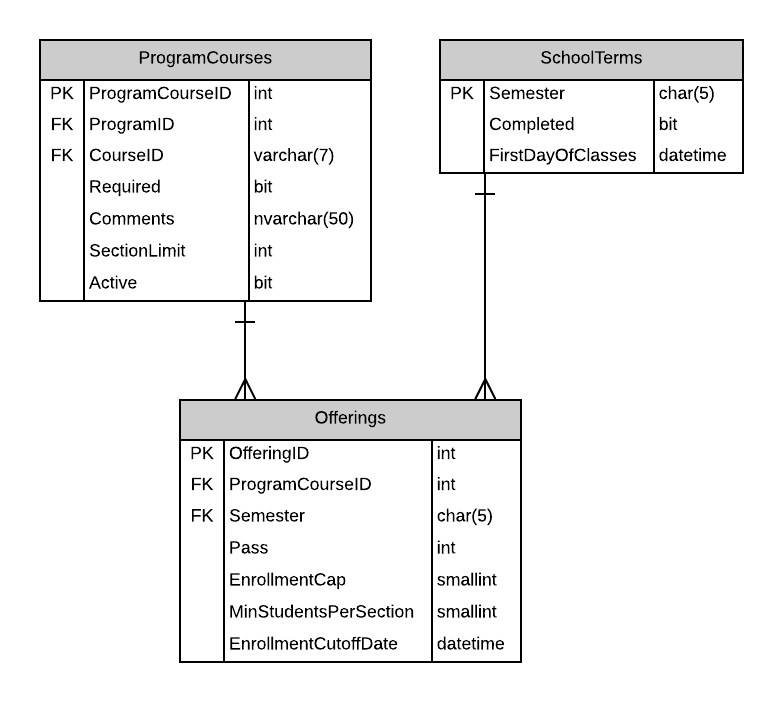 ProgramCourses
PK ProgramCourseID int
FK ProgramID int
FK CourseID varchar(7)
Required bit
Comments nvarchar(50)
SectionLimit int
Active bit
SchoolTerms
PK Semester char(5)
Completed bit
FirstDayOfClasses datetime
Offerings
PK OfferingID int
FK ProgramCourseID int
FK Semester char(5)
Pass int
EnrollmentCap smallint
MinStudentsPerSection smallint
EnrollmentCutoffDate datetime